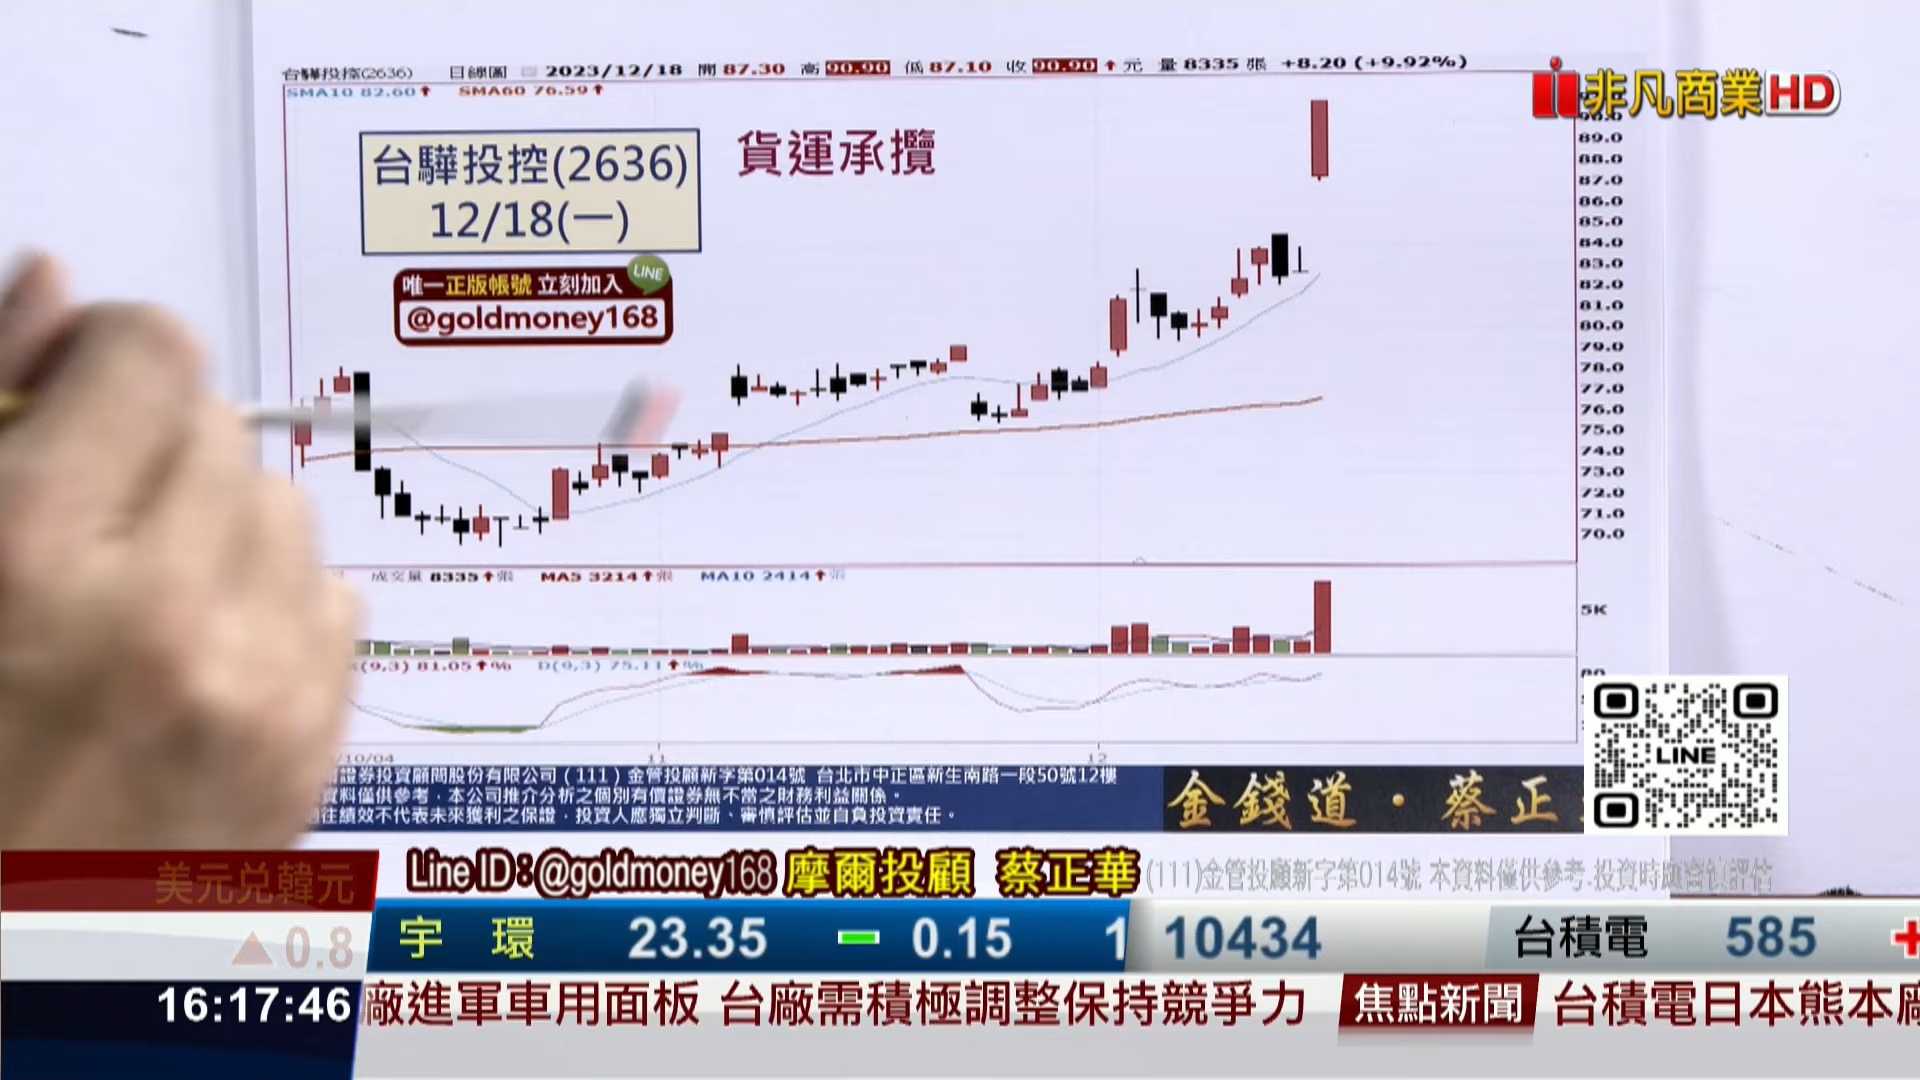 台驊投控(2636) 日線圖 2023/12/18 開 87.30 高 90.90 低 87.10 收 90.90 ↑ 元 量 8335 張 +8.20 (+9.92%)
SMA10 82.60↑ SMA60 76.59↑
非凡商業HD
台驊投控(2636)
12/18(一)
貨運承攬
唯一正版帳號 立刻加入
LINE
@goldmoney168
89.0
88.0
87.0
86.0
85.0
84.0
83.0
82.0
81.0
80.0
79.0
78.0
77.0
76.0
75.0
74.0
73.0
72.0
71.0
70.0
成交量 8335↑張 MA5 3214↑張 MA10 2414↑張
5K
(9,3) 81.05↑% D(9,3) 75.11↑%
80
10/04 11 12
證券投資顧問股份有限公司（111）金管投顧新字第014號 台北市中正區新生南路一段50號12樓
資料僅供參考，本公司推介分析之個別有價證券無不當之財務利益關係。
往績效不代表未來獲利之保證，投資人應獨立判斷、審慎評估並自負投資責任。
金錢道·蔡正
LINE
美元兌韓元
Line ID:@goldmoney168 摩爾投顧 蔡正華 (111)金管投顧新字第014號 本資料僅供參考.投資時應審慎評估
▲0.8
宇環 23.35 0.15 1 10434 台積電 585
16:17:46
廠進軍車用面板 台廠需積極調整保持競爭力 焦點新聞 台積電日本熊本廠